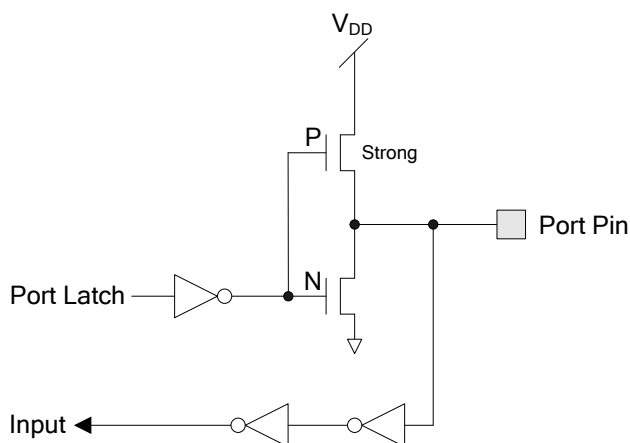 VDD
P
Strong
Port Pin
N
Port Latch
Input